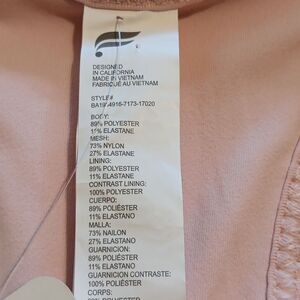 DESIGNED
IN CALIFORNIA
MADE IN VIETNAM
FABRIQUÉ AU VIETNAM
STYLE#
BODY:
89% POLYESTER
11% ELASTANE
MESH:
73% NYLON
27% ELASTANE
LINING:
89% POLYESTER
11% ELASTANE
CONTRAST LINING:
100% POLYESTER
CUERPO:
89% POLIÉSTER
11% ELASTANO
MALLA:
73% NAILON
27% ELASTANO
GUARNICION:
89% POLIÉSTER
11% ELASTANO
GUARNICION CONTRASTE:
100% POLIÉSTER
CORPS: